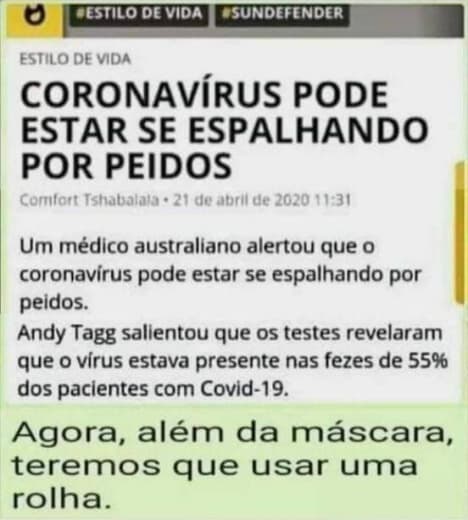 #ESTILO DE VIDA #SUNDEFENDER
ESTILO DE VIDA
CORONAVÍRUS PODE
ESTAR SE ESPALHANDO
POR PEIDOS
Comfort Tshabalala • 21 de abril de 2020 11:31
Um médico australiano alertou que o
coronavírus pode estar se espalhando por
peidos.
Andy Tagg salientou que os testes revelaram
que o vírus estava presente nas fezes de 55%
dos pacientes com Covid-19.
Agora, além da máscara,
teremos que usar uma
rolha.